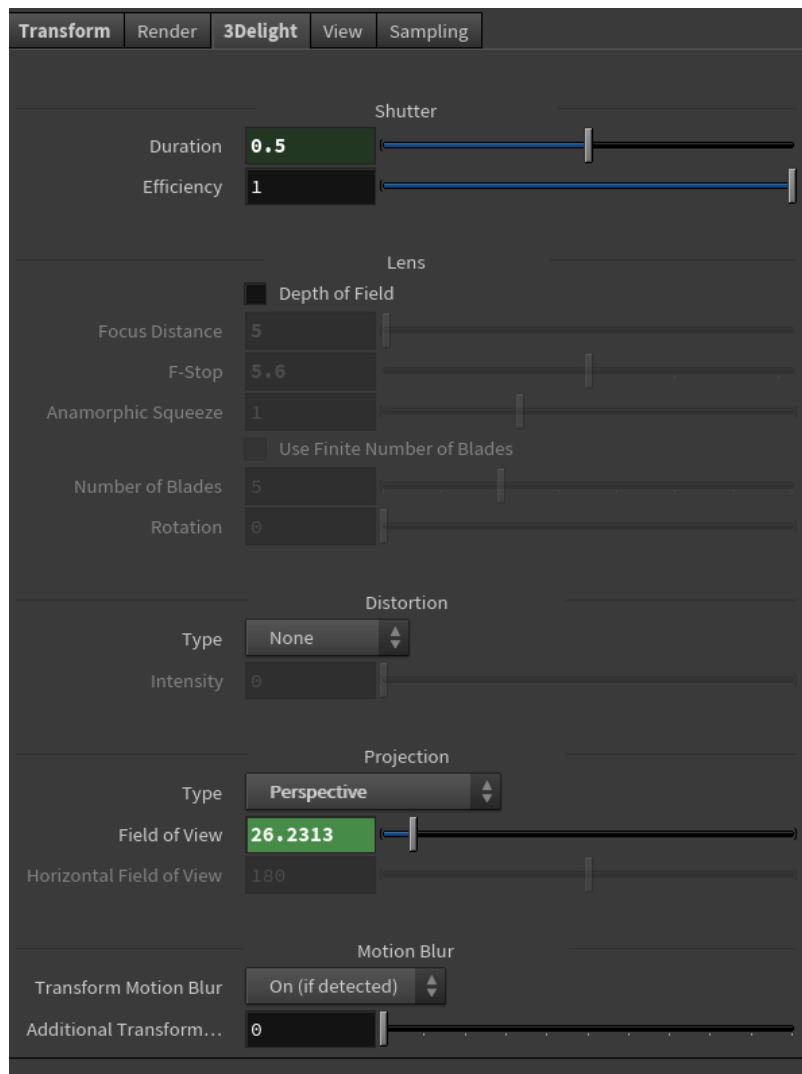 Transform Render 3Delight View Sampling
Shutter
Duration 0.5
Efficiency 1
Lens
Depth of Field
Focus Distance 5
F-Stop 5.6
Anamorphic Squeeze 1
Use Finite Number of Blades
Number of Blades 5
Rotation 0
Distortion
Type None
Intensity 0
Projection
Type Perspective
Field of View 26.2313
Horizontal Field of View 180
Motion Blur
Transform Motion Blur On (if detected)
Additional Transform... 0